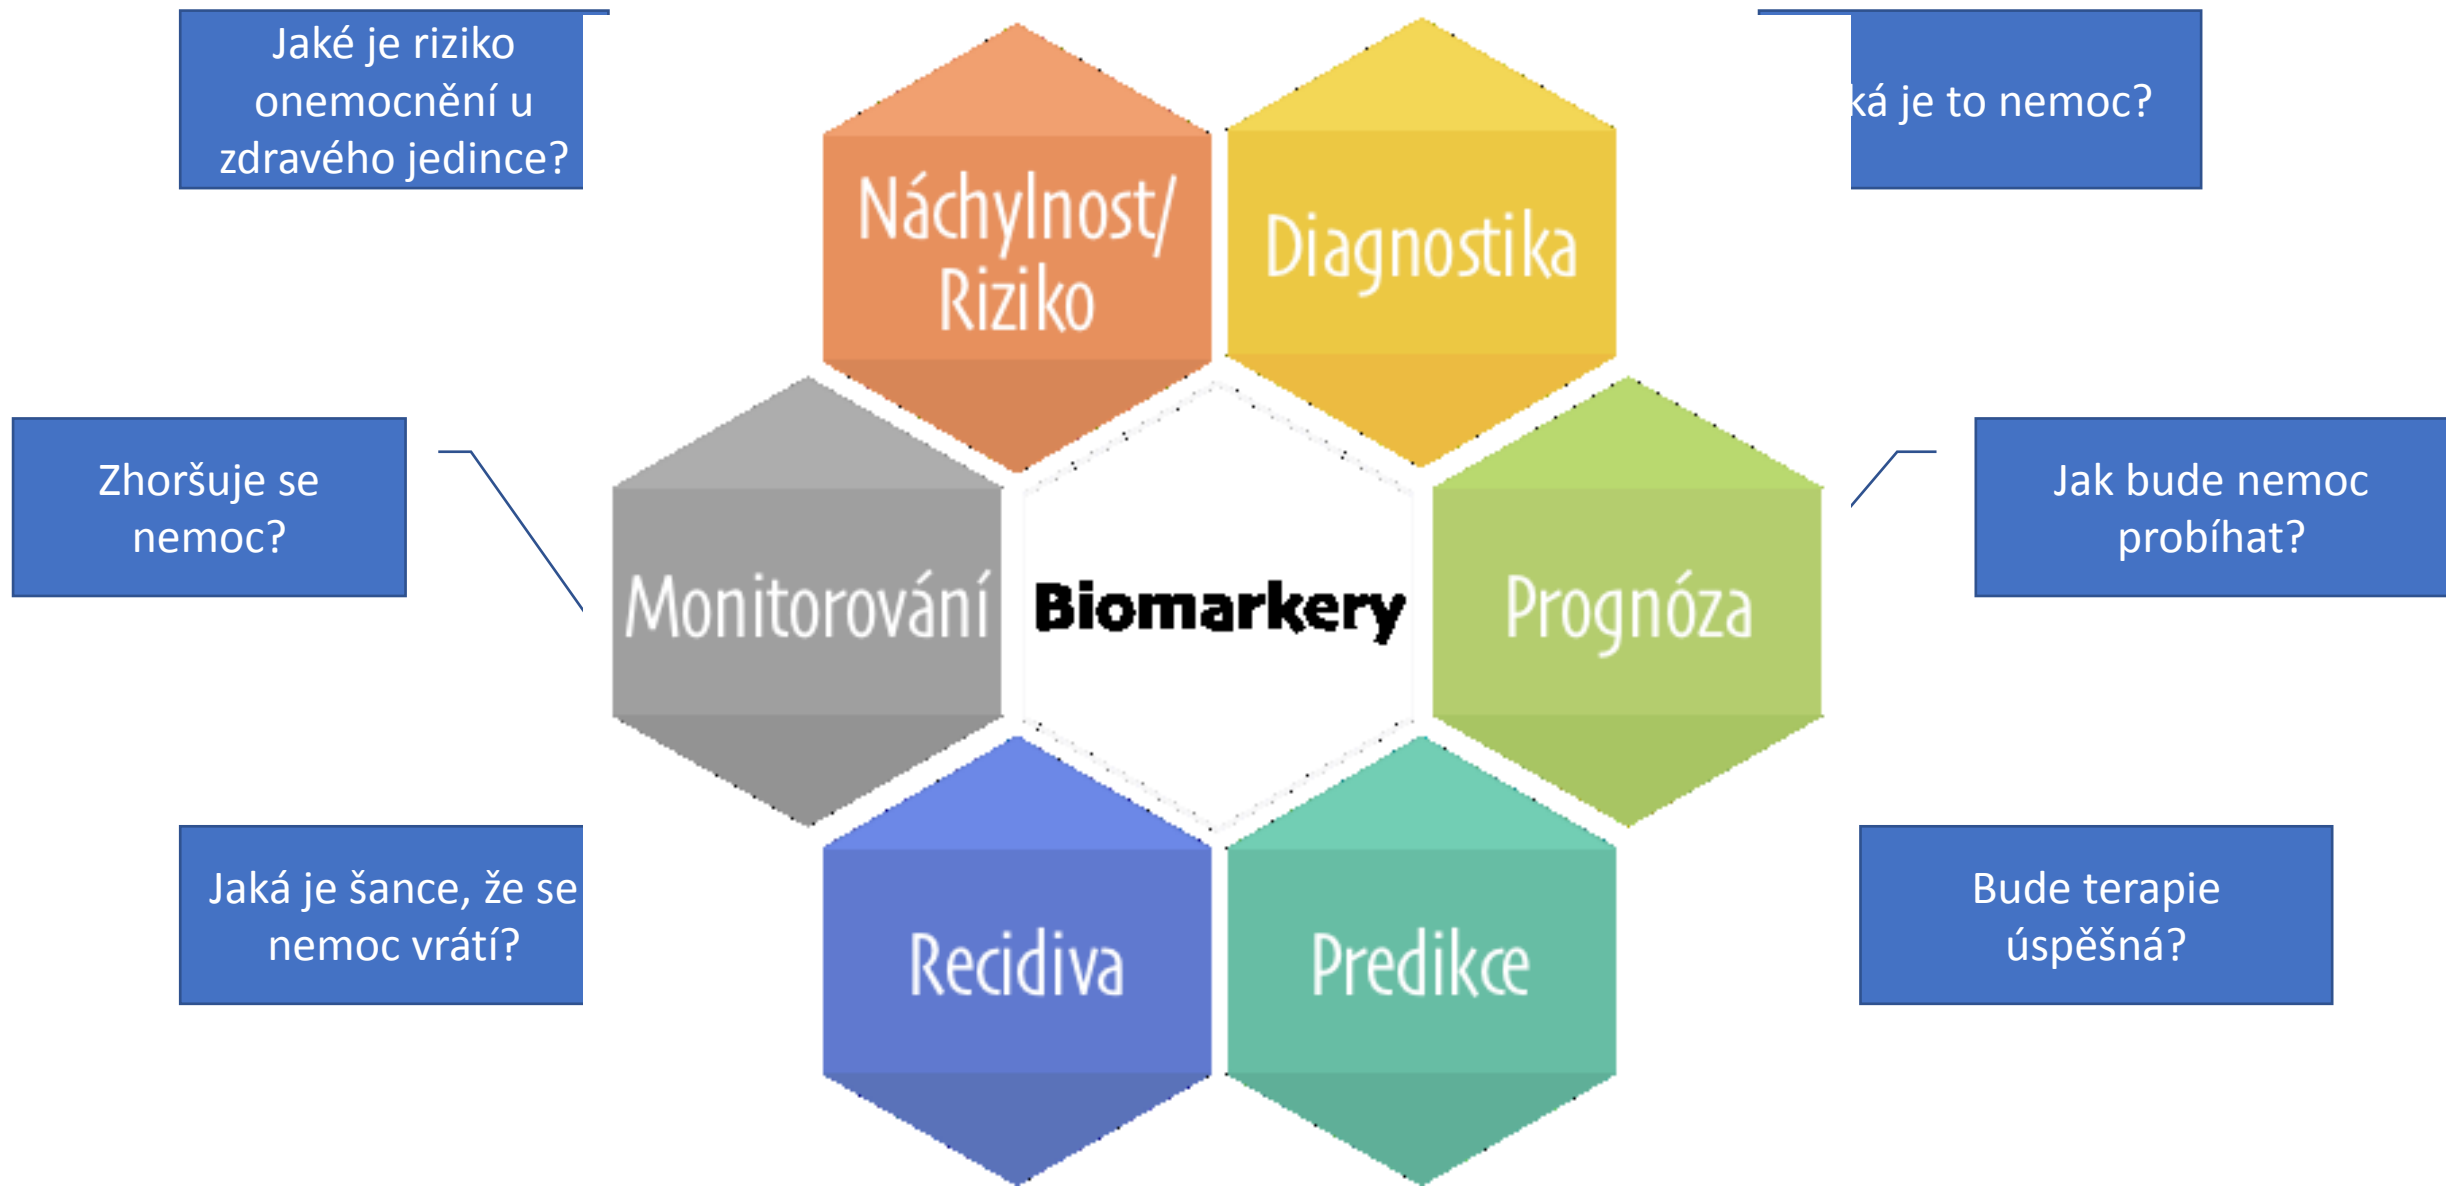 Jaké je riziko
onemocnění u
zdravého jedince?
Náchylnost/
Riziko
Diagnostika
ká je to nemoc?
Zhoršuje se
nemoc?
Monitorování
Biomarkery
Prognóza
Jak bude nemoc
probíhat?
Jaká je šance, že se
nemoc vrátí?
Recidiva
Predikce
Bude terapie
úspěšná?